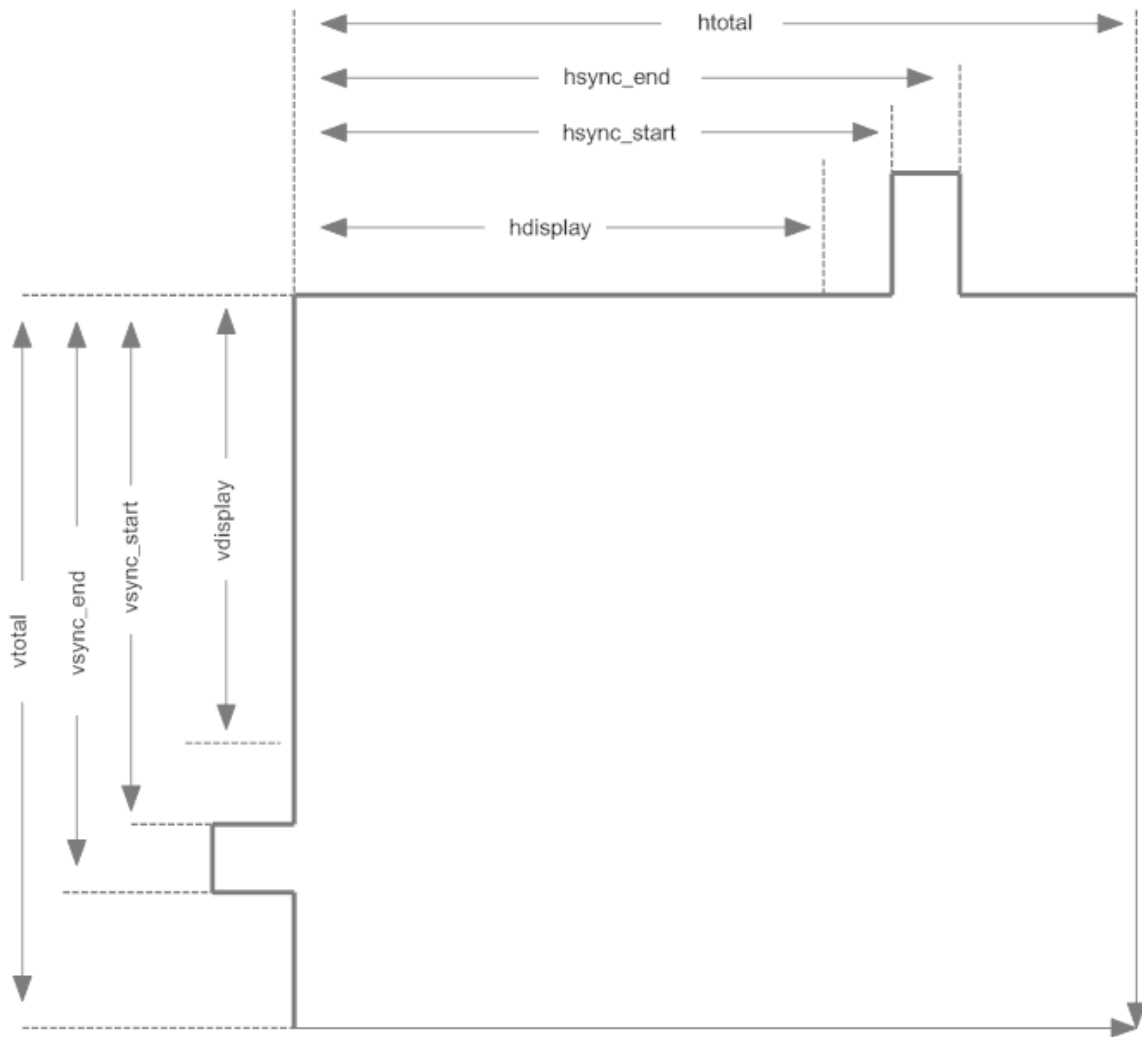 htotal
hsync_end
hsync_start
hdisplay
vtotal
vsync_end
vsync_start
vdisplay